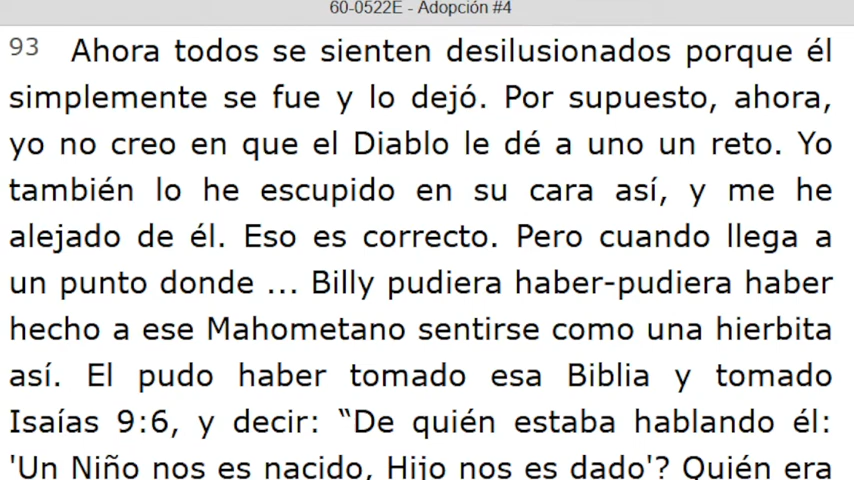 60-0522E - Adopción #4
93 Ahora todos se sienten desilusionados porque él
simplemente se fue y lo dejó. Por supuesto, ahora,
yo no creo en que el Diablo le dé a uno un reto. Yo
también lo he escupido en su cara así, y me he
alejado de él. Eso es correcto. Pero cuando llega a
un punto donde ... Billy pudiera haber-pudiera haber
hecho a ese Mahometano sentirse como una hierbita
así. El pudo haber tomado esa Biblia y tomado
Isaías 9:6, y decir: “De quién estaba hablando él:
'Un Niño nos es nacido, Hijo nos es dado'? Quién era